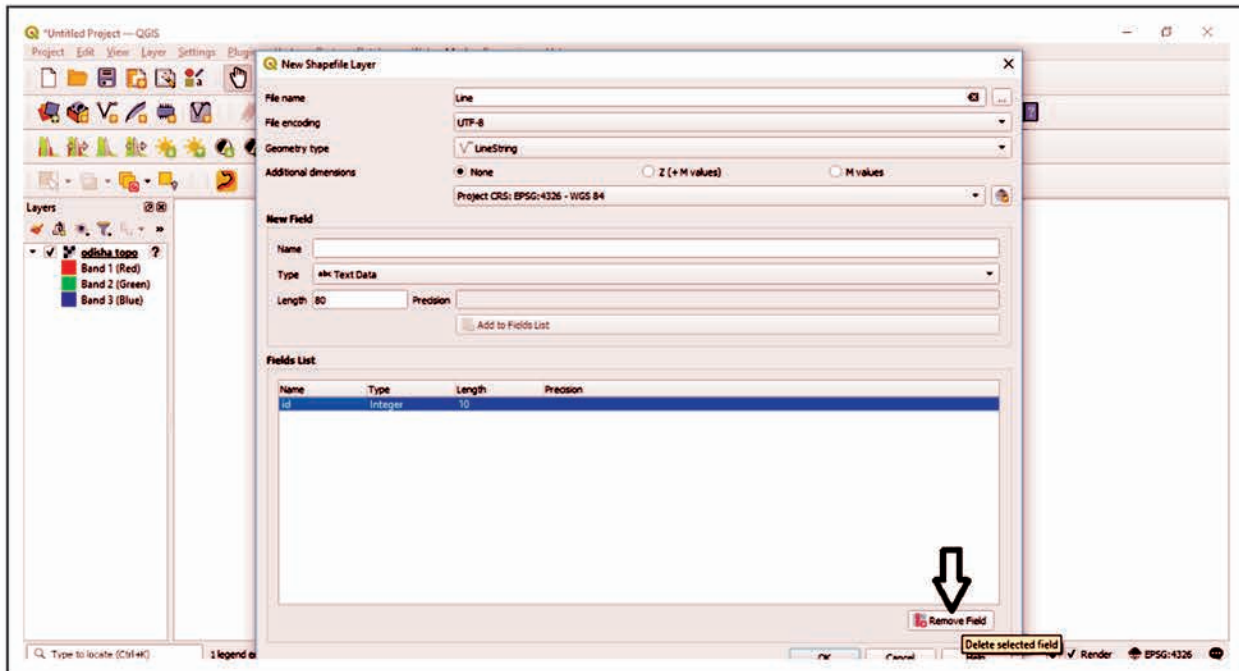 *Untitled Project — QGIS
Project Edit View Layer Settings
New Shapefile Layer
File name Line ...
File encoding UTF-8
Geometry type LineString
Additional dimensions None Z (+ M values) M values
Project CRS: EPSG:4326 - WGS 84
New Field
Name
Type abc Text Data
Length 80 Precision
Add to Fields List
Fields List
Name Type Length Precision
id Integer 10
Remove Field
Delete selected field
OK Cancel Help
Layers
odisha topo ?
Band 1 (Red)
Band 2 (Green)
Band 3 (Blue)
Type to locate (Ctrl+K) 1 legend Render EPSG:4326